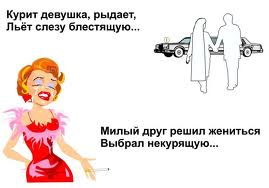 Курит девушка, рыдает,
Льёт слезу блестящую...
Милый друг решил жениться
Выбрал некурящую...